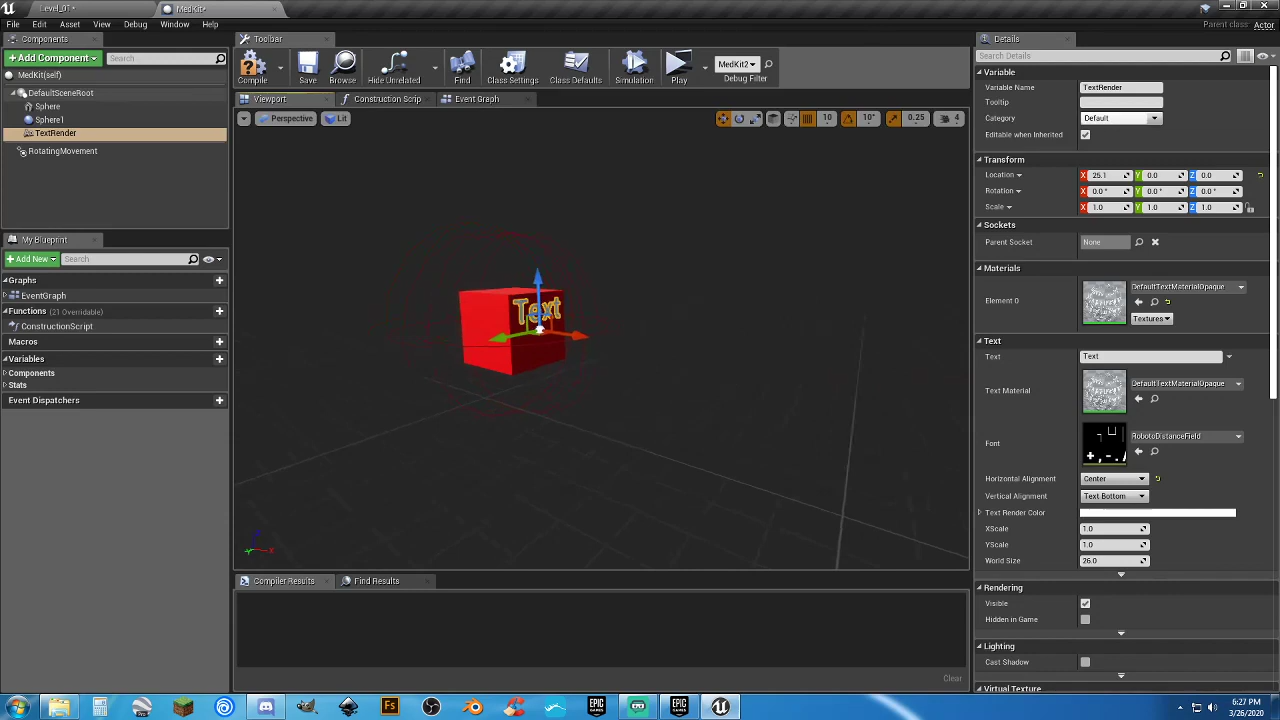 Level_01*
MedKit*
File Edit Asset View Debug Window Help
Parent class: Actor
Components
+Add Component
Search
MedKit(self)
DefaultSceneRoot
Sphere
Sphere1
TextRender
RotatingMovement
My Blueprint
+Add New
Search
Graphs
EventGraph
Functions (21 Overridable)
ConstructionScript
Macros
Variables
Components
Stats
Event Dispatchers
Toolbar
Compile
Save
Browse
Hide Unrelated
Find
Class Settings
Class Defaults
Simulation
Play
MedKit2
Debug Filter
Viewport
Construction Scrip
Event Graph
Perspective
Lit
10
10°
0.25
4
Text
Compiler Results
Find Results
Clear
Details
Search Details
Variable
Variable Name TextRender
Tooltip
Category Default
Editable when Inherited
Transform
Location X 25.1 Y 0.0 Z 0.0
Rotation X 0.0° Y 0.0° Z 0.0°
Scale X 1.0 Y 1.0 Z 1.0
Sockets
Parent Socket None
Materials
Element 0 DefaultTextMaterialOpaque
Textures
Text
Text Text
Text Material DefaultTextMaterialOpaque
Font RobotoDistanceField
Horizontal Alignment Center
Vertical Alignment Text Bottom
Text Render Color
XScale 1.0
YScale 1.0
World Size 26.0
Rendering
Visible
Hidden in Game
Lighting
Cast Shadow
Virtual Texture
6:27 PM
3/26/2020